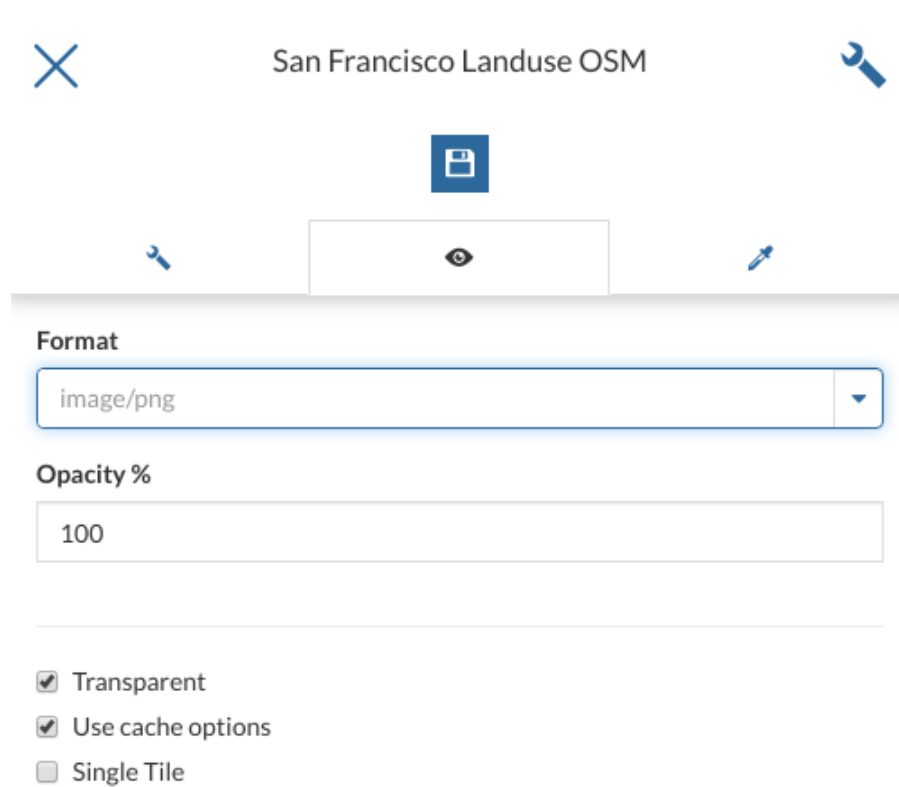 San Francisco Landuse OSM
Format
image/png
Opacity %
100
Transparent
Use cache options
Single Tile